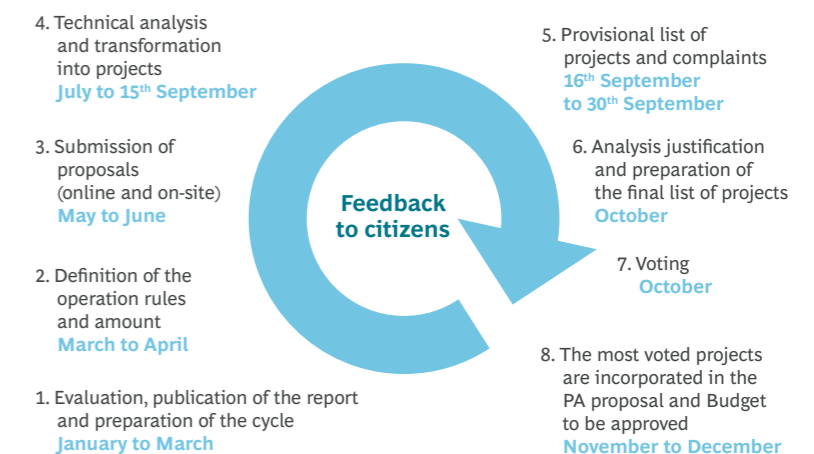 4. Technical analysis
and transformation
into projects
July to 15th September
3. Submission of
proposals
(online and on-site)
May to June
2. Definition of the
operation rules
and amount
March to April
1. Evaluation, publication of the report
and preparation of the cycle
January to March
Feedback
to citizens
5. Provisional list of
projects and complaints
16th September
to 30th September
6. Analysis justification
and preparation of
the final list of projects
October
7. Voting
October
8. The most voted projects
are incorporated in the
PA proposal and Budget
to be approved
November to December